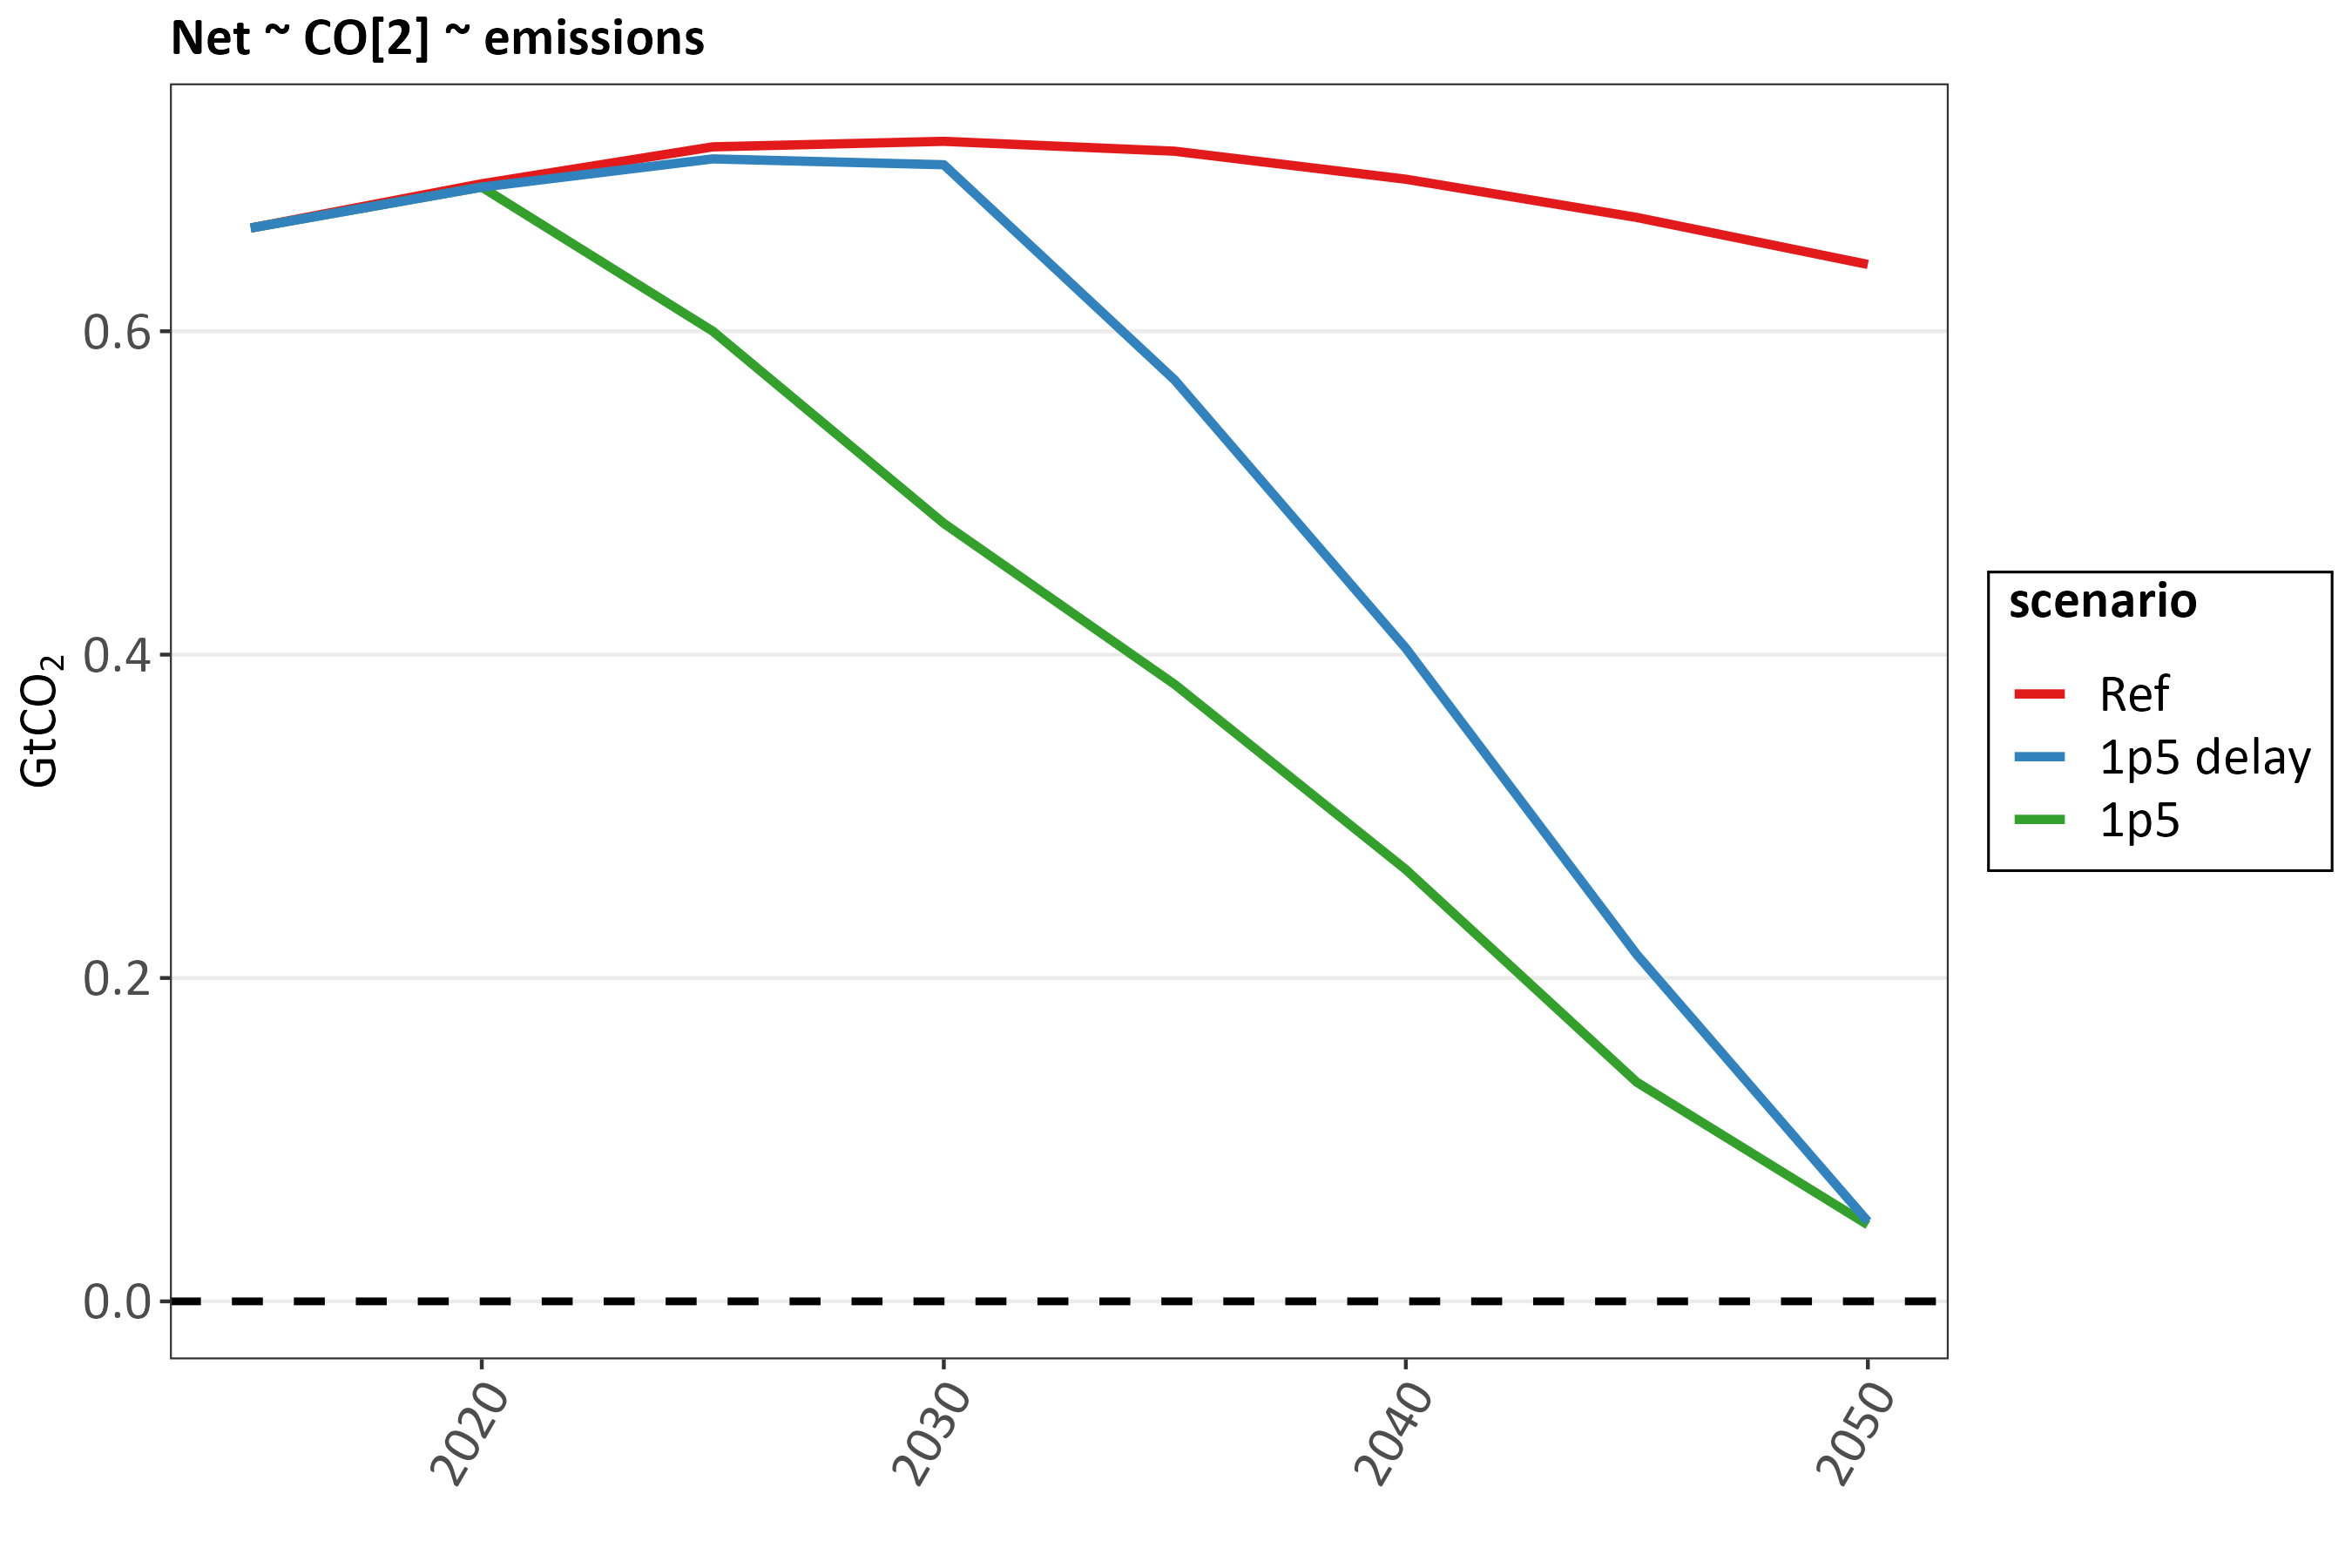 Net ~ CO[2] ~ emissions
GtCO₂
0.6
0.4
0.2
0.0
2020
2030
2040
2050
scenario
Ref
1p5 delay
1p5